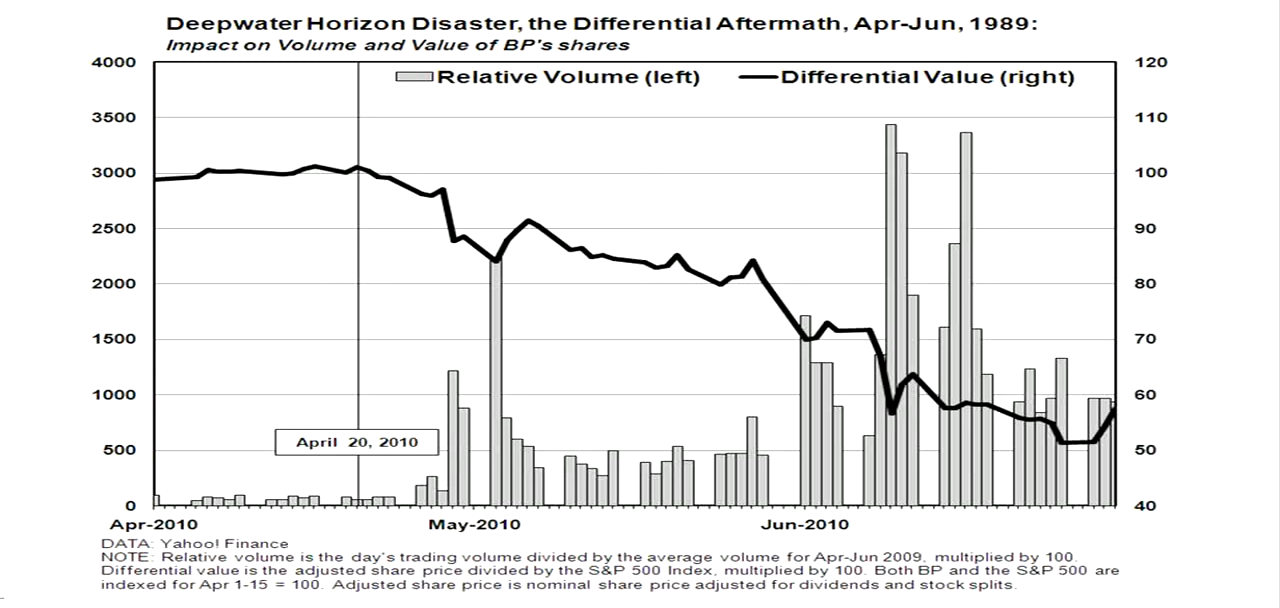 Deepwater Horizon Disaster, the Differential Aftermath, Apr-Jun, 1989:
Impact on Volume and Value of BP's shares
Relative Volume (left) Differential Value (right)
4000 120
3500 110
3000 100
2500 90
2000 80
1500 70
1000 60
500 50
0 40
April 20, 2010
Apr-2010 May-2010 Jun-2010
DATA: Yahoo! Finance
NOTE: Relative volume is the day's trading volume divided by the average volume for Apr-Jun 2009, multiplied by 100.
Differential value is the adjusted share price divided by the S&P 500 Index, multiplied by 100. Both BP and the S&P 500 are
indexed for Apr 1-15 = 100. Adjusted share price is nominal share price adjusted for dividends and stock splits.